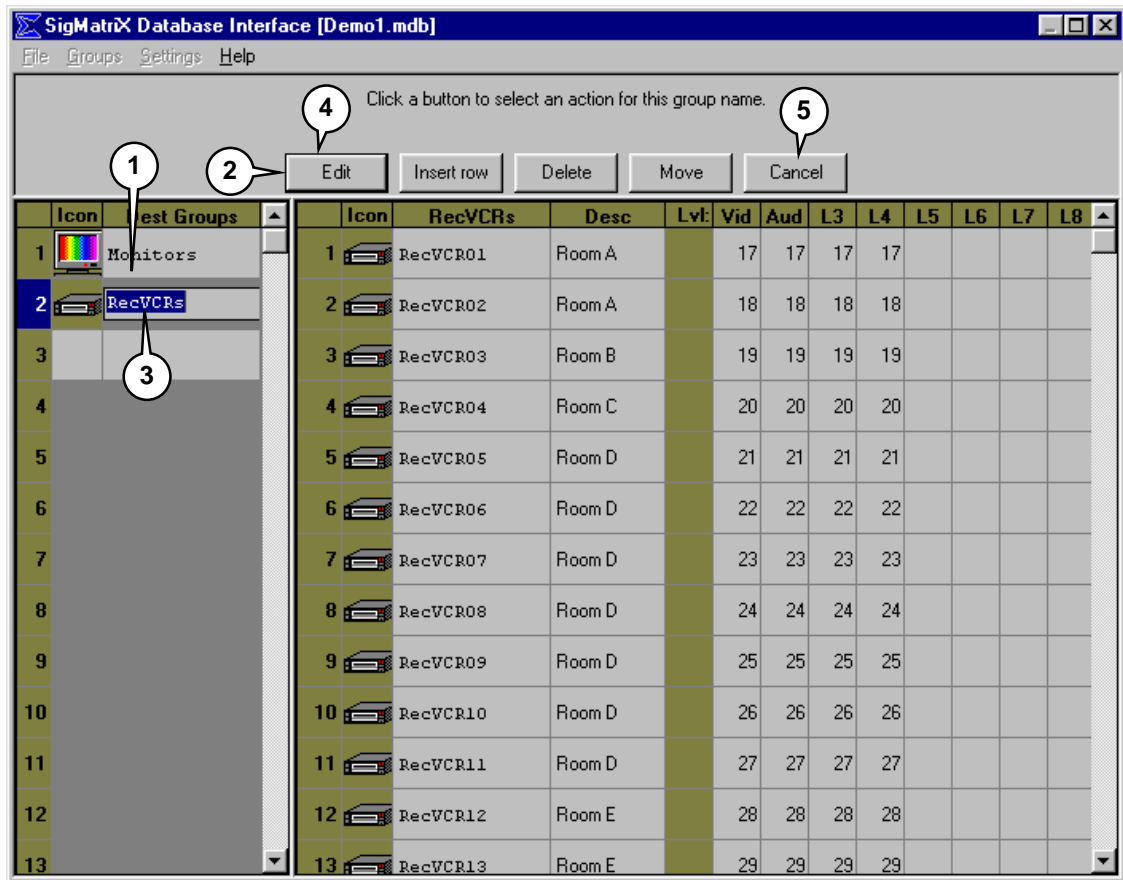 SigMatriX Database Interface [Demo1.mdb]
File Groups Settings Help
Click a button to select an action for this group name.
4
5
1
2
Edit Insert row Delete Move Cancel
Icon Dest Groups
1 Monitors
2 RecVCRs
3
3
4
5
6
7
8
9
10
11
12
13
Icon RecVCRs Desc Lvl: Vid Aud L3 L4 L5 L6 L7 L8
1 RecVCR01 Room A 17 17 17 17
2 RecVCR02 Room A 18 18 18 18
3 RecVCR03 Room B 19 19 19 19
4 RecVCR04 Room C 20 20 20 20
5 RecVCR05 Room D 21 21 21 21
6 RecVCR06 Room D 22 22 22 22
7 RecVCR07 Room D 23 23 23 23
8 RecVCR08 Room D 24 24 24 24
9 RecVCR09 Room D 25 25 25 25
10 RecVCR10 Room D 26 26 26 26
11 RecVCR11 Room D 27 27 27 27
12 RecVCR12 Room E 28 28 28 28
13 RecVCR13 Room E 29 29 29 29